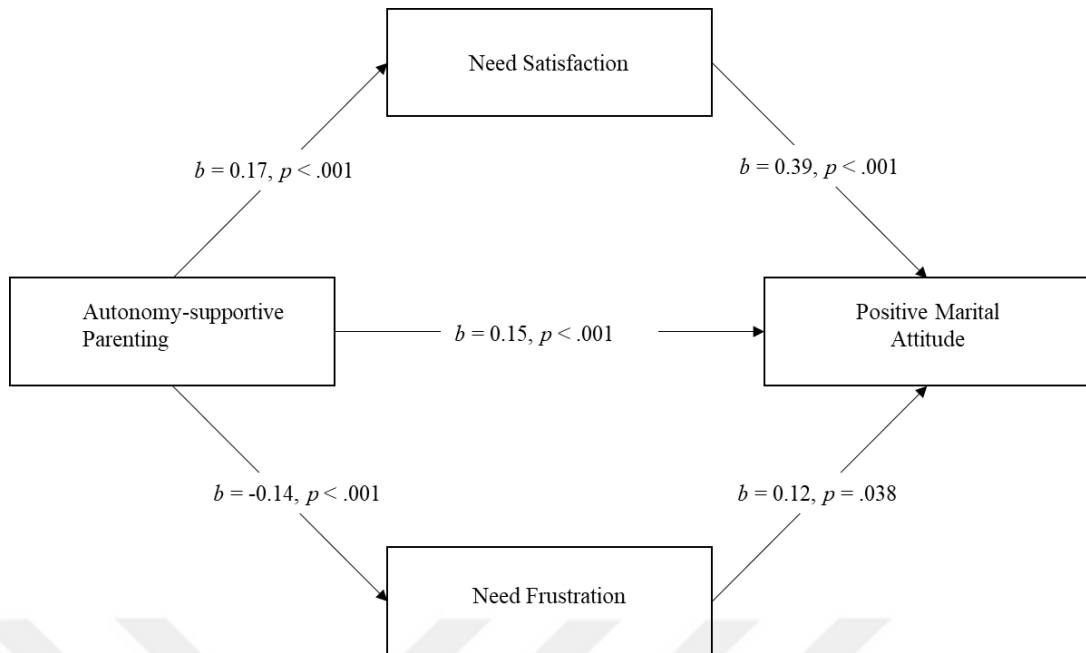 Need Satisfaction
b = 0.17, p < .001
b = 0.39, p < .001
Autonomy-supportive
Parenting
b = 0.15, p < .001
Positive Marital
Attitude
b = -0.14, p < .001
b = 0.12, p = .038
Need Frustration